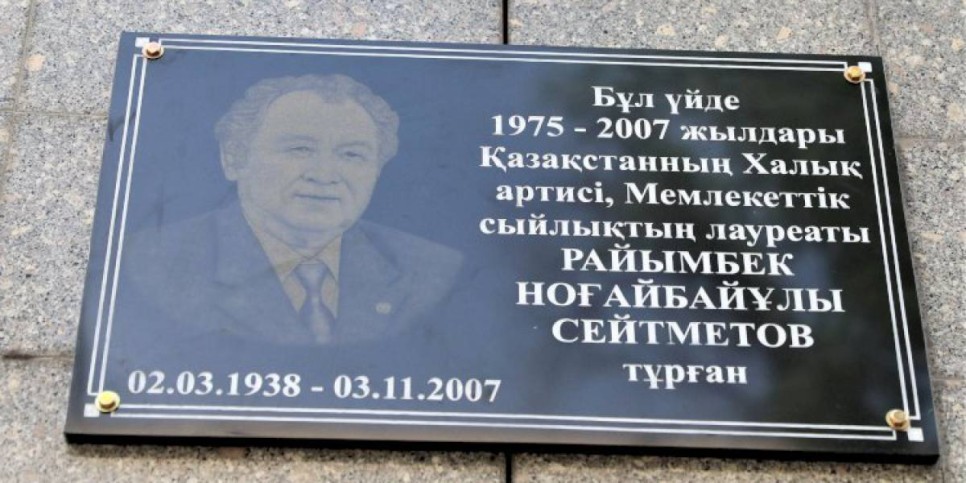 Бұл үйде
1975 - 2007 жылдары
Қазақстанның Халық
артисі, Мемлекеттік
сыйлықтың лауреаты
РАЙЫМБЕК
НОҒАЙБАЙҰЛЫ
СЕЙТМЕТОВ
тұрған
02.03.1938 - 03.11.2007